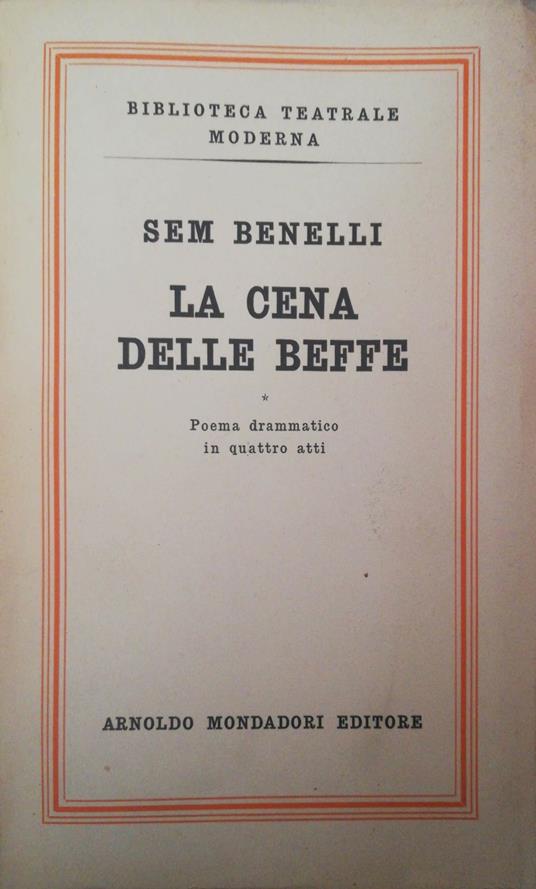 BIBLIOTECA TEATRALE
MODERNA
SEM BENELLI
LA CENA
DELLE BEFFE
*
Poema drammatico
in quattro atti
ARNOLDO MONDADORI EDITORE